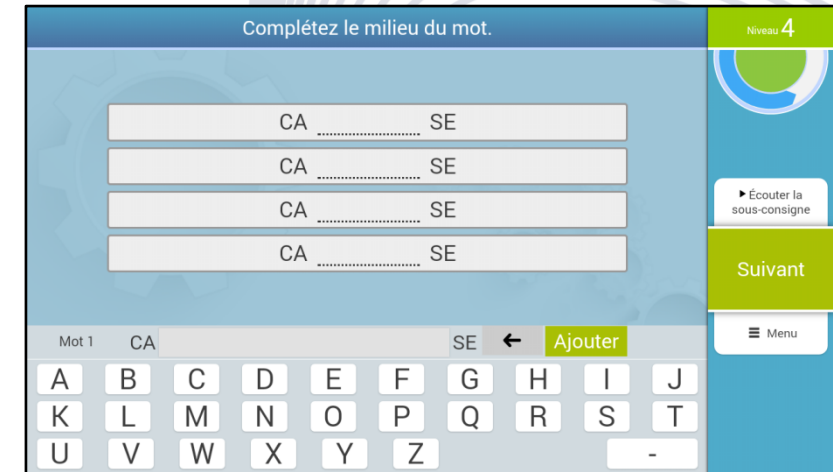 Complétez le milieu du mot.
Niveau 4
CA SE
CA SE
CA SE
CA SE
▶ Écouter la
sous-consigne
Suivant
☰ Menu
Mot 1 CA SE ← Ajouter
A B C D E F G H I J
K L M N O P Q R S T
U V W X Y Z -